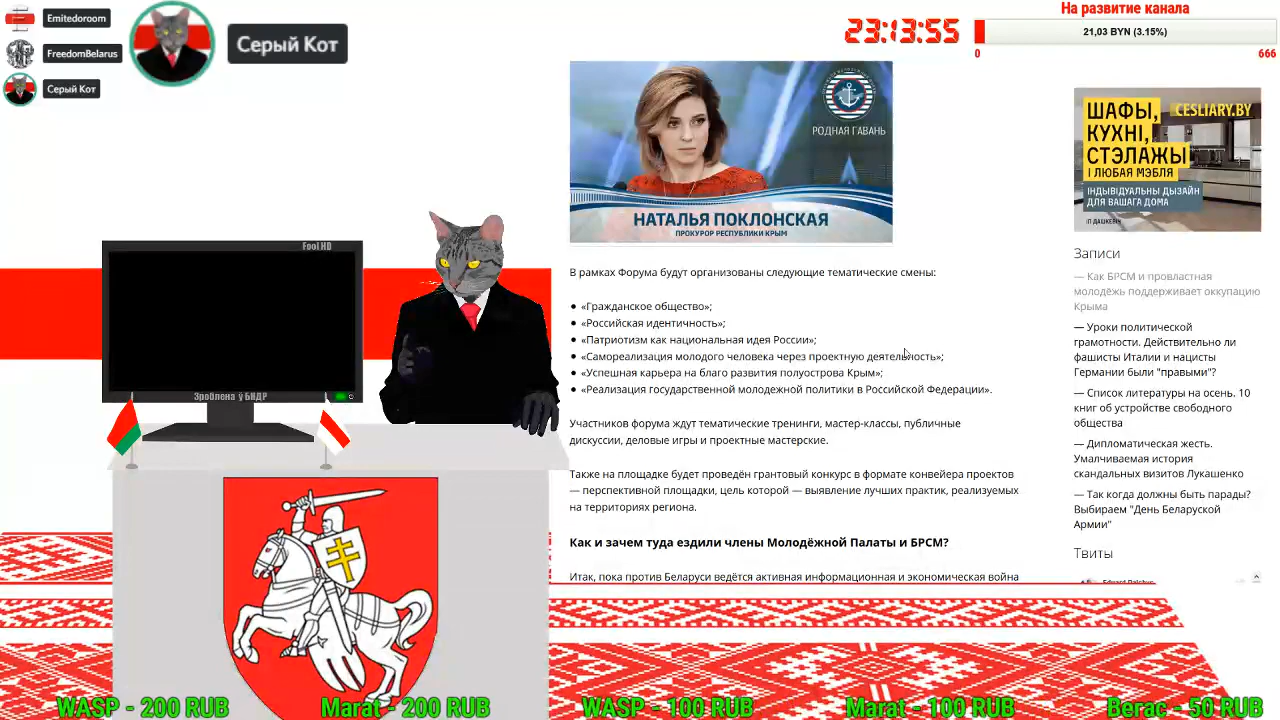 Emitedoroom
FreedomBelarus
Серый Кот
Серый Кот
23:13:55
На развитие канала
21,03 BYN (3.15%)
0
666
РОДНАЯ ГАВАНЬ
НАТАЛЬЯ ПОКЛОНСКАЯ
ПРОКУРОР РЕСПУБЛИКИ КРЫМ
В рамках Форума будут организованы следующие тематические смены:
● «Гражданское общество»;
● «Российская идентичность»;
● «Патриотизм как национальная идея России»;
● «Самореализация молодого человека через проектную деятельность»;
● «Успешная карьера на благо развития полуострова Крым»;
● «Реализация государственной молодежной политики в Российской Федерации».
Участников форума ждут тематические тренинги, мастер-классы, публичные
дискуссии, деловые игры и проектные мастерские.
Также на площадке будет проведён грантовый конкурс в формате конвейера проектов
— перспективной площадки, цель которой — выявление лучших практик, реализуемых
на территориях региона.
Как и зачем туда ездили члены Молодёжной Палаты и БРСМ?
Итак, пока против Беларуси ведётся активная информационная и экономическая война
ШАФЫ,
КУХНІ,
СТЭЛАЖЫ
І ЛЮБАЯ МЭБЛЯ
CESLIARY.BY
ІНДЫВІДУАЛЬНЫ ДЫЗАЙН
ДЛЯ ВАШАГА ДОМА
ІП ДАШКЕВІЧ
Записи
— Как БРСМ и провластная
молодёжь поддерживает оккупацию
Крыма
— Уроки политической
грамотности. Действительно ли
фашисты Италии и нацисты
Германии были "правыми"?
— Список литературы на осень. 10
книг об устройстве свободного
общества
— Дипломатическая жесть.
Умалчиваемая история
скандальных визитов Лукашенко
— Так когда должны быть парады?
Выбираем "День Беларуской
Армии"
Твиты
Fool HD
Зроблена ў БНДР
WASP - 200 RUB
Marat - 200 RUB
WASP - 100 RUB
Marat - 100 RUB
Berac - 50 RUB